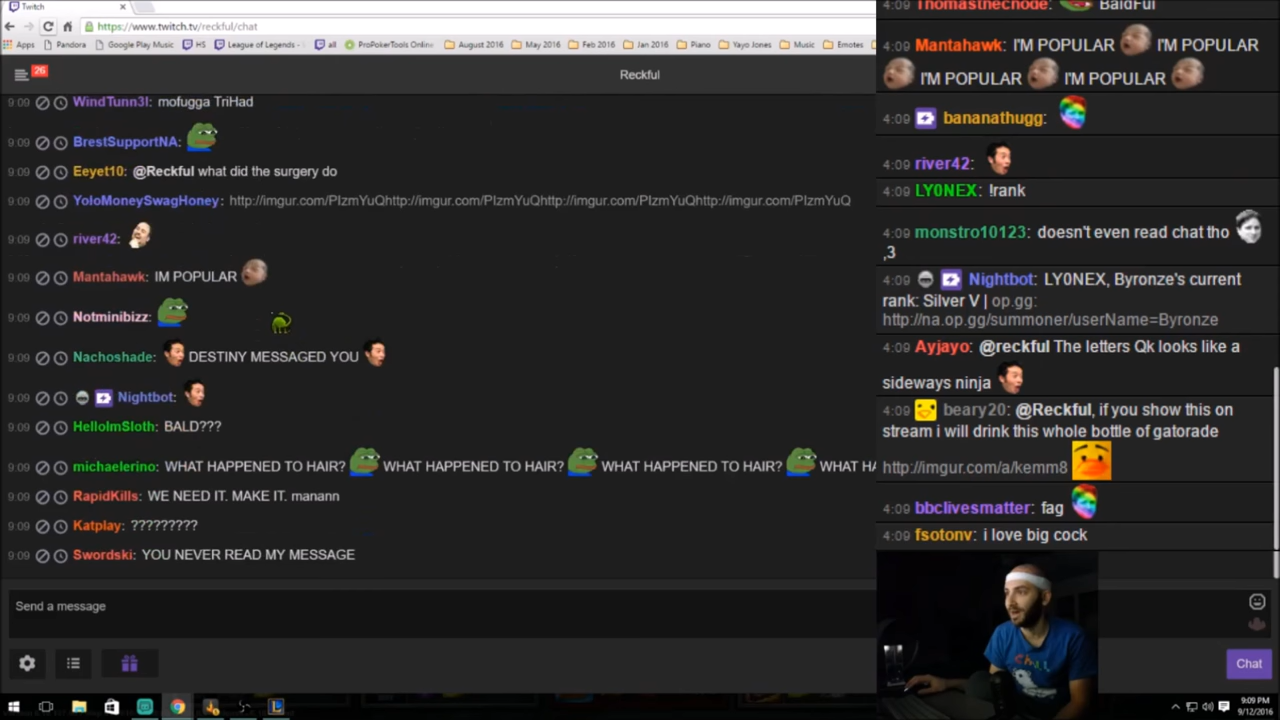 Twitch
https://www.twitch.tv/reckful/chat
Apps Pandora Google Play Music HS League of Legends - all ProPokerTools Online August 2016 May 2016 Feb 2016 Jan 2016 Piano Yayo Jones Music Emotes
26
Reckful
9:09 WindTunn3l: mofugga TriHad
9:09 BrestSupportNA:
9:09 Eeyet10: @Reckful what did the surgery do
9:09 YoloMoneySwagHoney: http://imgur.com/PIzmYuQhttp://imgur.com/PIzmYuQhttp://imgur.com/PIzmYuQhttp://imgur.com/PIzmYuQ
9:09 river42:
9:09 Mantahawk: IM POPULAR
9:09 Notminibizz:
9:09 Nachoshade: DESTINY MESSAGED YOU
9:09 Nightbot:
9:09 HelloImSloth: BALD???
9:09 michaelerino: WHAT HAPPENED TO HAIR? WHAT HAPPENED TO HAIR? WHAT HAPPENED TO HAIR? WHAT HA
9:09 RapidKills: WE NEED IT. MAKE IT. manann
9:09 Katplay: ?????????
9:09 Swordski: YOU NEVER READ MY MESSAGE
Send a message
Chat
4:09 Thomasthechode: BaldFul
4:09 Mantahawk: I'M POPULAR I'M POPULAR
I'M POPULAR I'M POPULAR
4:09 bananathugg:
4:09 river42:
4:09 LY0NEX: !rank
4:09 monstro10123: doesn't even read chat tho
,3
4:09 Nightbot: LY0NEX, Byronze's current
rank: Silver V | op.gg:
http://na.op.gg/summoner/userName=Byronze
4:09 Ayjayo: @reckful The letters Qk looks like a
sideways ninja
4:09 beary20: @Reckful, if you show this on
stream i will drink this whole bottle of gatorade
http://imgur.com/a/kemm8
4:09 bbclivesmatter: fag
4:09 fsotonv: i love big cock
9:09 PM
9/12/2016